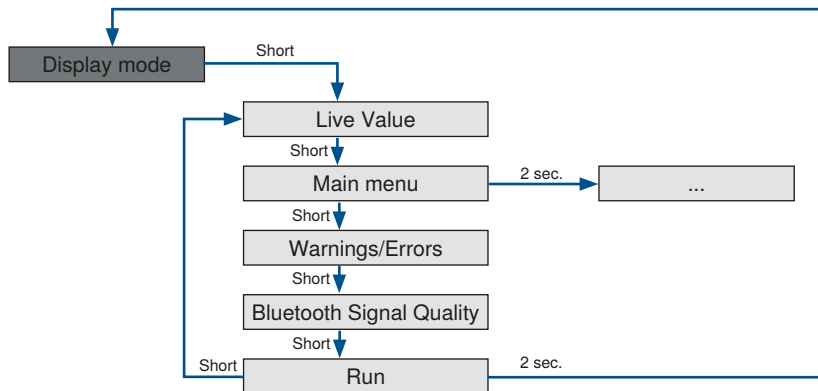 Short
Display mode
Live Value
Short
Main menu
2 sec.
...
Short
Warnings/Errors
Short
Bluetooth Signal Quality
Short
Short
Run
2 sec.